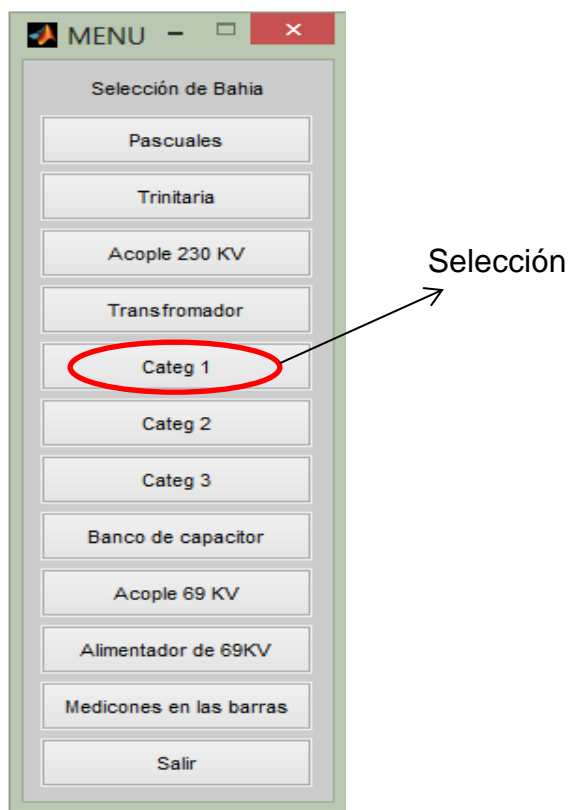 MENU
Selección de Bahia
Pascuales
Trinitaria
Acople 230 KV
Selección
Transfromador
Categ 1
Categ 2
Categ 3
Banco de capacitor
Acople 69 KV
Alimentador de 69KV
Medicones en las barras
Salir